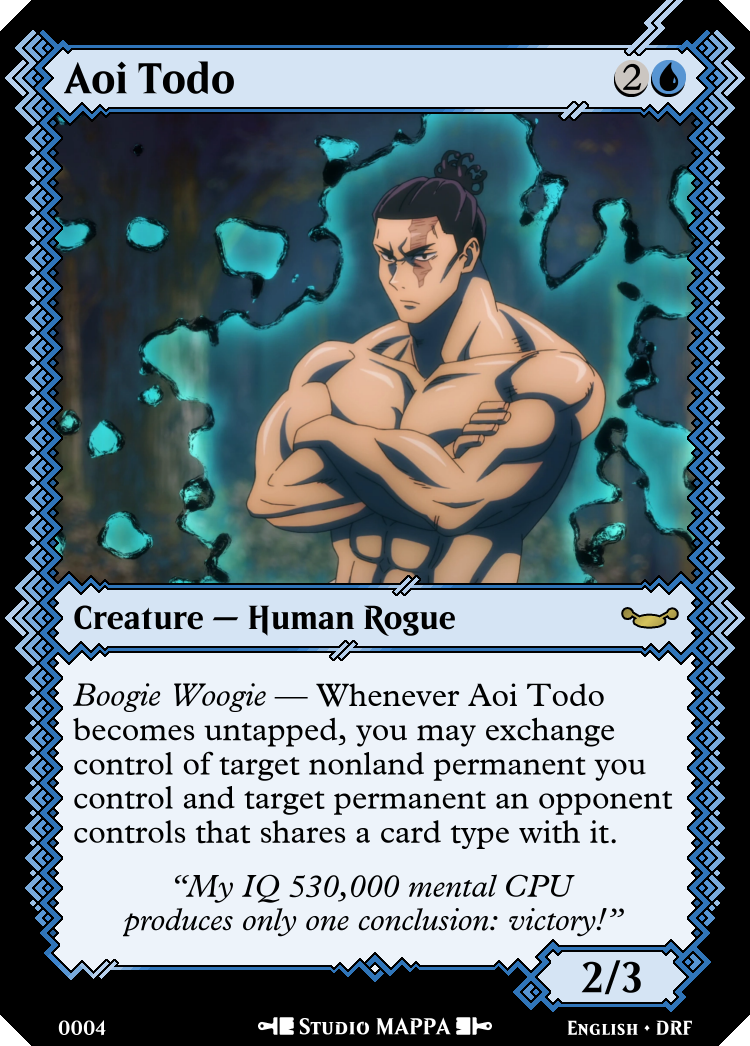 Aoi Todo 2
Creature — Human Rogue
Boogie Woogie — Whenever Aoi Todo
becomes untapped, you may exchange
control of target nonland permanent you
control and target permanent an opponent
controls that shares a card type with it.
“My IQ 530,000 mental CPU
produces only one conclusion: victory!”
2/3
0004 Studio MAPPA English • DRF